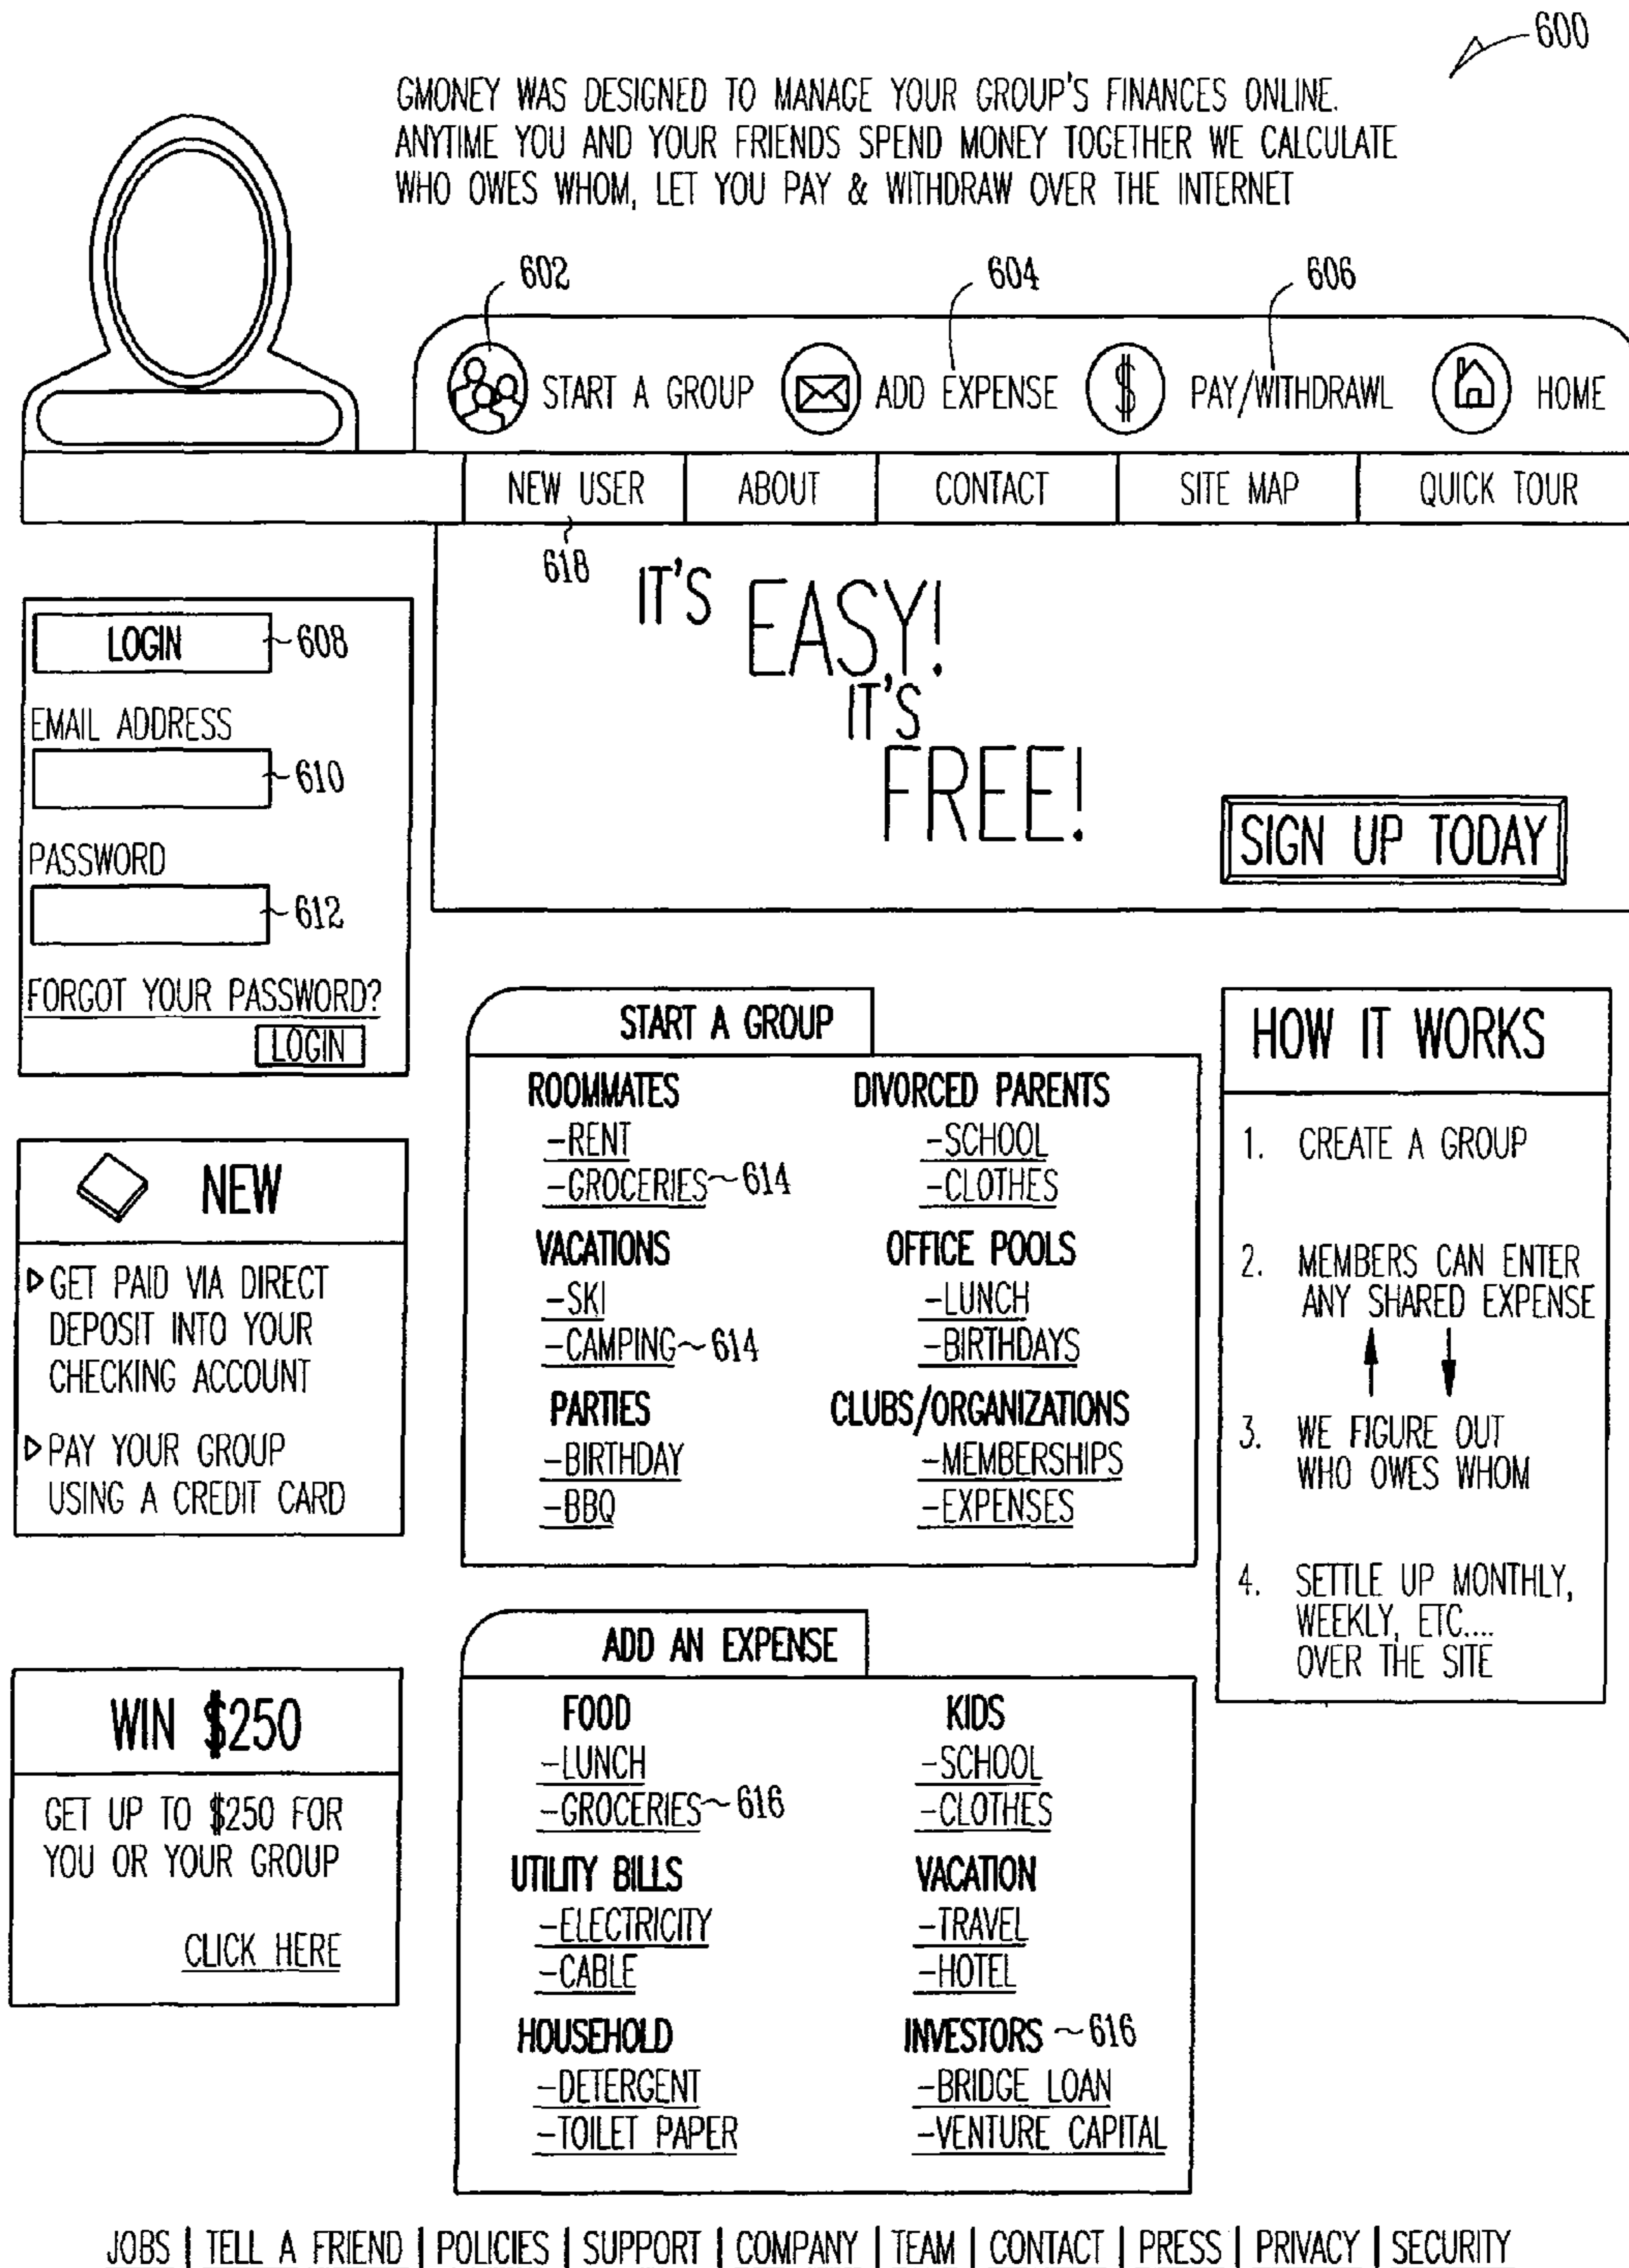 600
GMONEY WAS DESIGNED TO MANAGE YOUR GROUP'S FINANCES ONLINE.
ANYTIME YOU AND YOUR FRIENDS SPEND MONEY TOGETHER WE CALCULATE
WHO OWES WHOM, LET YOU PAY & WITHDRAW OVER THE INTERNET
602 604 606
START A GROUP ADD EXPENSE $ PAY/WITHDRAWL HOME
NEW USER ABOUT CONTACT SITE MAP QUICK TOUR
618
IT'S
EASY!
IT'S
FREE!
SIGN UP TODAY
LOGIN 608
EMAIL ADDRESS
610
PASSWORD
612
FORGOT YOUR PASSWORD?
LOGIN
NEW
GET PAID VIA DIRECT
DEPOSIT INTO YOUR
CHECKING ACCOUNT
PAY YOUR GROUP
USING A CREDIT CARD
WIN $250
GET UP TO $250 FOR
YOU OR YOUR GROUP
CLICK HERE
START A GROUP
ROOMMATES DIVORCED PARENTS
-RENT -SCHOOL
-GROCERIES~614 -CLOTHES
VACATIONS OFFICE POOLS
-SKI -LUNCH
-CAMPING~614 -BIRTHDAYS
PARTIES CLUBS/ORGANIZATIONS
-BIRTHDAY -MEMBERSHIPS
-BBQ -EXPENSES
ADD AN EXPENSE
FOOD KIDS
-LUNCH -SCHOOL
-GROCERIES~616 -CLOTHES
UTILITY BILLS VACATION
-ELECTRICITY -TRAVEL
-CABLE -HOTEL
HOUSEHOLD INVESTORS ~616
-DETERGENT -BRIDGE LOAN
-TOILET PAPER -VENTURE CAPITAL
HOW IT WORKS
1. CREATE A GROUP
2. MEMBERS CAN ENTER
ANY SHARED EXPENSE
3. WE FIGURE OUT
WHO OWES WHOM
4. SETTLE UP MONTHLY,
WEEKLY, ETC....
OVER THE SITE
JOBS | TELL A FRIEND | POLICIES | SUPPORT | COMPANY | TEAM | CONTACT | PRESS | PRIVACY | SECURITY